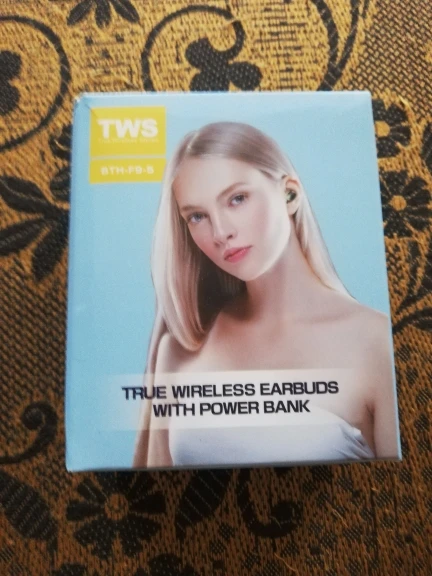 TWS
BTH-F9-5
TRUE WIRELESS EARBUDS
WITH POWER BANK